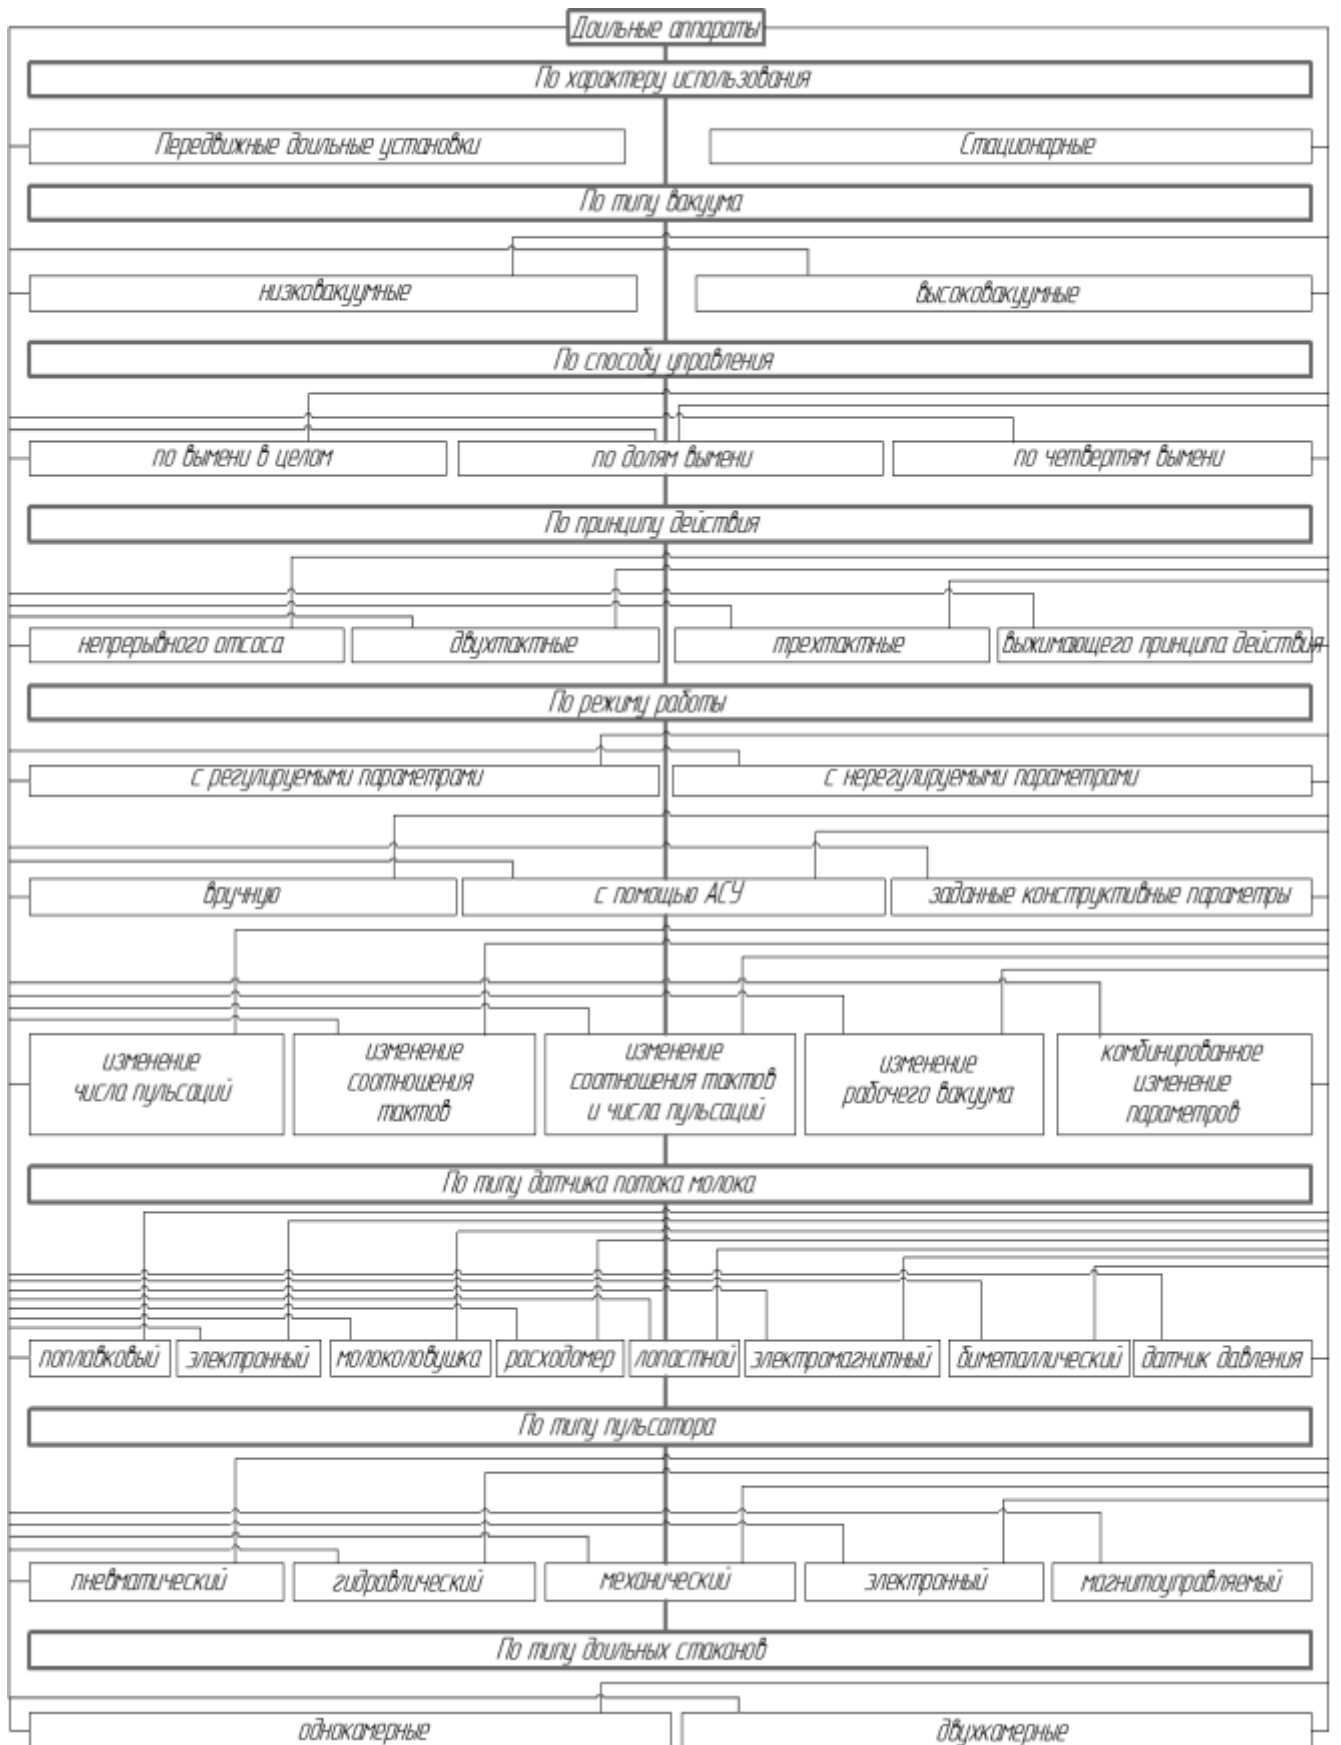 Доильные аппараты
По характеру использования
Передвижные доильные установки
Стационарные
По типу вакуума
низковакуумные
высоковакуумные
По способу управления
по вымени в целом
по долям вымени
по четвертям вымени
По принципу действия
непрерывного отсоса
двухтактные
трехтактные
выжимающего принципа действия
По режиму работы
с регулируемыми параметрами
с нерегулируемыми параметрами
вручную
с помощью АСУ
заданные конструктивные параметры
изменение
числа пульсаций
изменение
соотношения
тактов
изменение
соотношения тактов
и числа пульсаций
изменение
рабочего вакуума
комбинированное
изменение
параметров
По типу датчика потока молока
поплавковый
электронный
молоколовушка
расходомер
лопастной
электромагнитный
биметаллический
датчик давления
По типу пульсатора
пневматический
гидравлический
механический
электронный
магнитоуправляемый
По типу доильных стаканов
однокамерные
двухкамерные